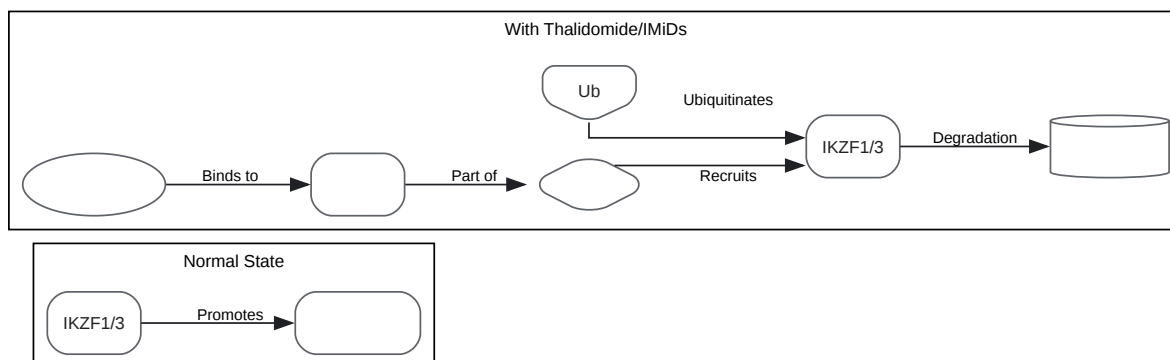 With Thalidomide/IMiDs
Ub
Ubiquitinates
IKZF1/3
Degradation
Binds to
Part of
Recruits
Normal State
IKZF1/3
Promotes